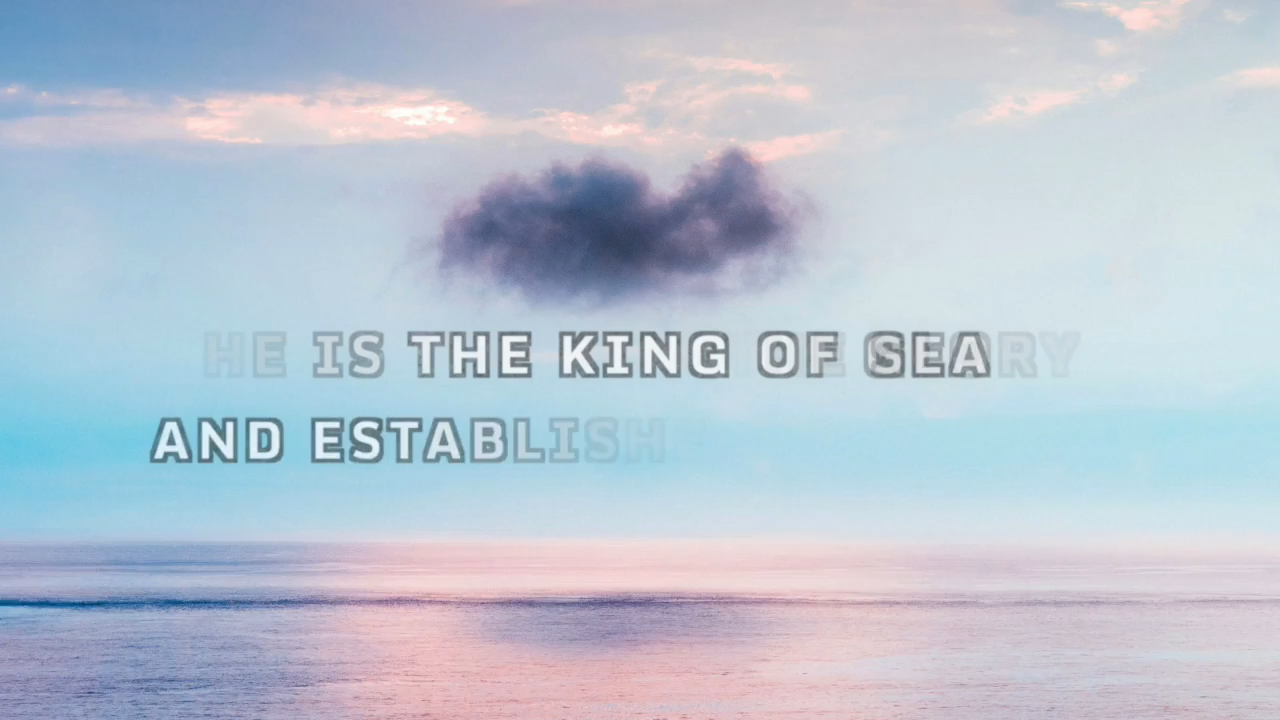 HE IS THE KING OF SEA
AND ESTABLISH